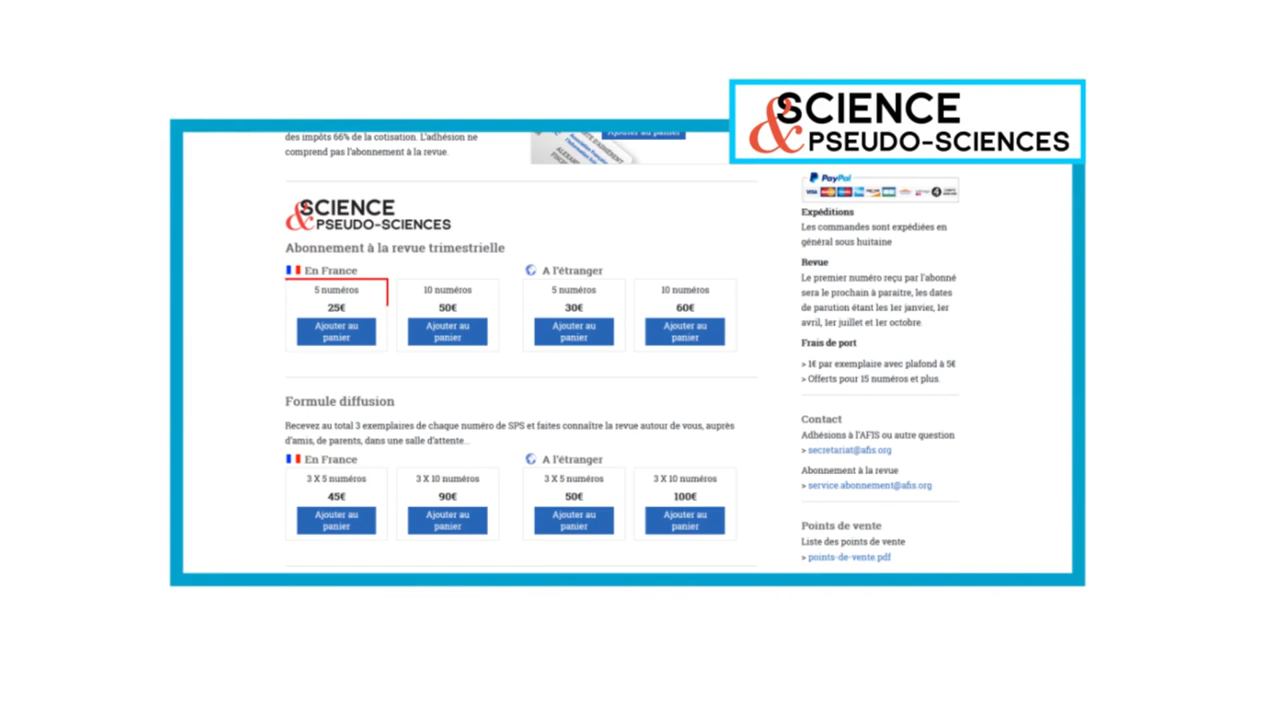 SCIENCE
& PSEUDO-SCIENCES
des impôts 66% de la cotisation. L'adhésion ne
comprend pas l'abonnement à la revue.
Ajouter au panier
SCIENCE
& PSEUDO-SCIENCES
Abonnement à la revue trimestrielle
En France
5 numéros
25€
Ajouter au
panier
10 numéros
50€
Ajouter au
panier
A l'étranger
5 numéros
30€
Ajouter au
panier
10 numéros
60€
Ajouter au
panier
Formule diffusion
Recevez au total 3 exemplaires de chaque numéro de SPS et faites connaître la revue autour de vous, auprès
d'amis, de parents, dans une salle d'attente...
En France
3 X 5 numéros
45€
Ajouter au
panier
3 X 10 numéros
90€
Ajouter au
panier
A l'étranger
3 X 5 numéros
50€
Ajouter au
panier
3 X 10 numéros
100€
Ajouter au
panier
PayPal
VISA
Expéditions
Les commandes sont expédiées en
général sous huitaine
Revue
Le premier numéro reçu par l'abonné
sera le prochain à paraitre, les dates
de parution étant les 1er janvier, 1er
avril, 1er juillet et 1er octobre.
Frais de port
> 1€ par exemplaire avec plafond à 5€
> Offerts pour 15 numéros et plus.
Contact
Adhésions à l'AFIS ou autre question
> secretariat@afis.org
Abonnement à la revue
> service.abonnement@afis.org
Points de vente
Liste des points de vente
> points-de-vente.pdf